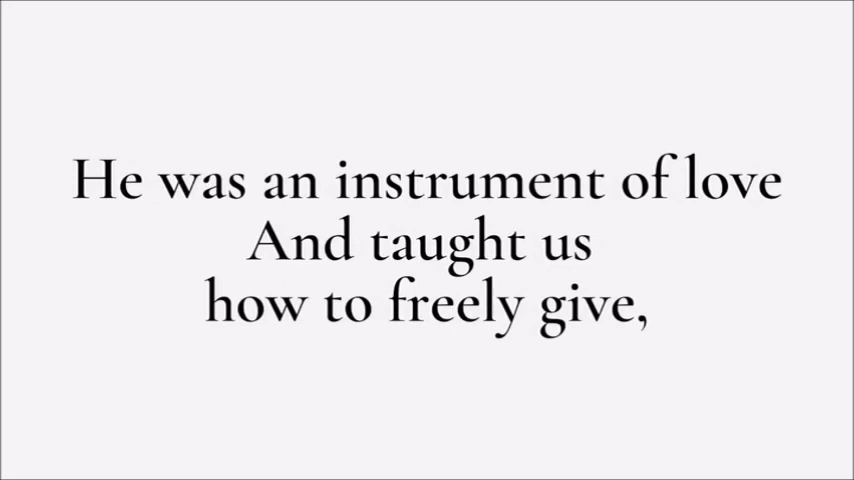 He was an instrument of love
And taught us
how to freely give,